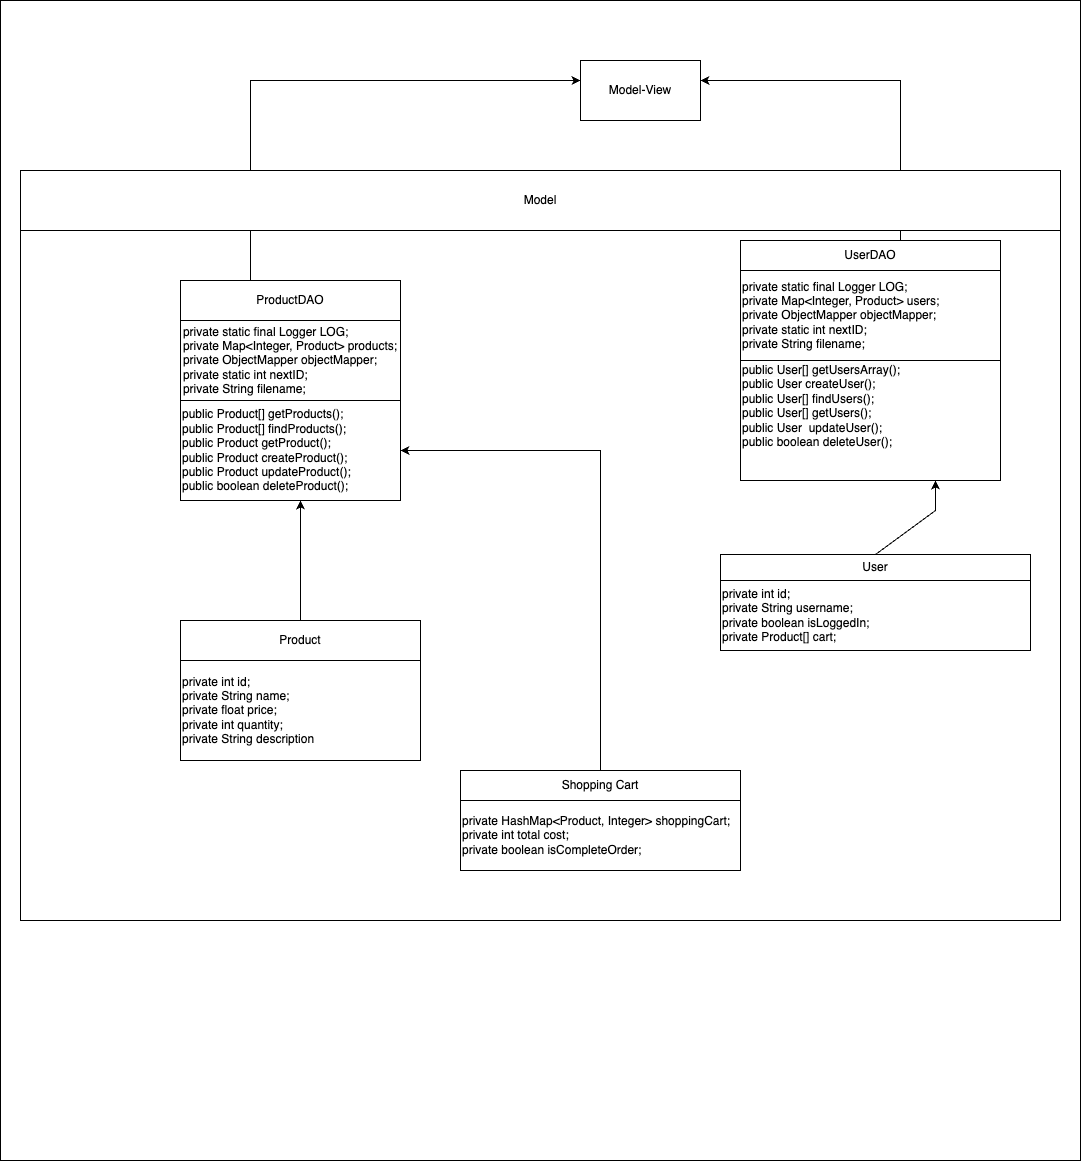 Model-View
Model
ProductDAO
private static final Logger LOG;
private Map<Integer, Product> products;
private ObjectMapper objectMapper;
private static int nextID;
private String filename;
public Product[] getProducts();
public Product[] findProducts();
public Product getProduct();
public Product createProduct();
public Product updateProduct();
public boolean deleteProduct();
UserDAO
private static final Logger LOG;
private Map<Integer, Product> users;
private ObjectMapper objectMapper;
private static int nextID;
private String filename;
public User[] getUsersArray();
public User createUser();
public User[] findUsers();
public User[] getUsers();
public User  updateUser();
public boolean deleteUser();
User
private int id;
private String username;
private boolean isLoggedIn;
private Product[] cart;
Product
private int id;
private String name;
private float price;
private int quantity;
private String description
Shopping Cart
private HashMap<Product, Integer> shoppingCart;
private int total cost;
private boolean isCompleteOrder;